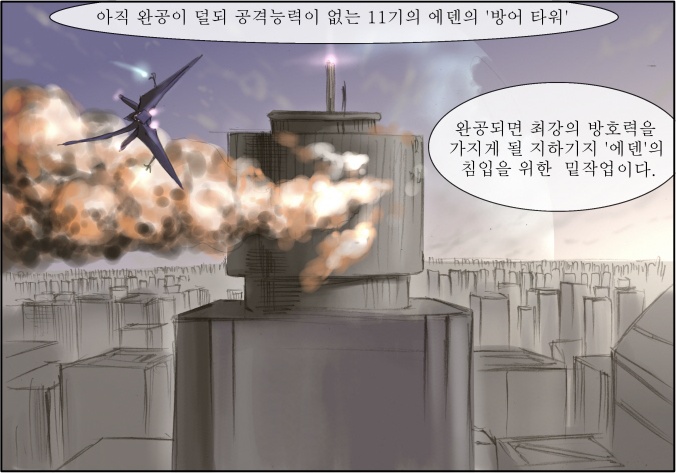 아직 완공이 덜되 공격능력이 없는 11기의 에덴의 '방어 타워'
완공되면 최강의 방호력을
가지게 될 지하기지 '에덴'의
침입을 위한 밑작업이다.